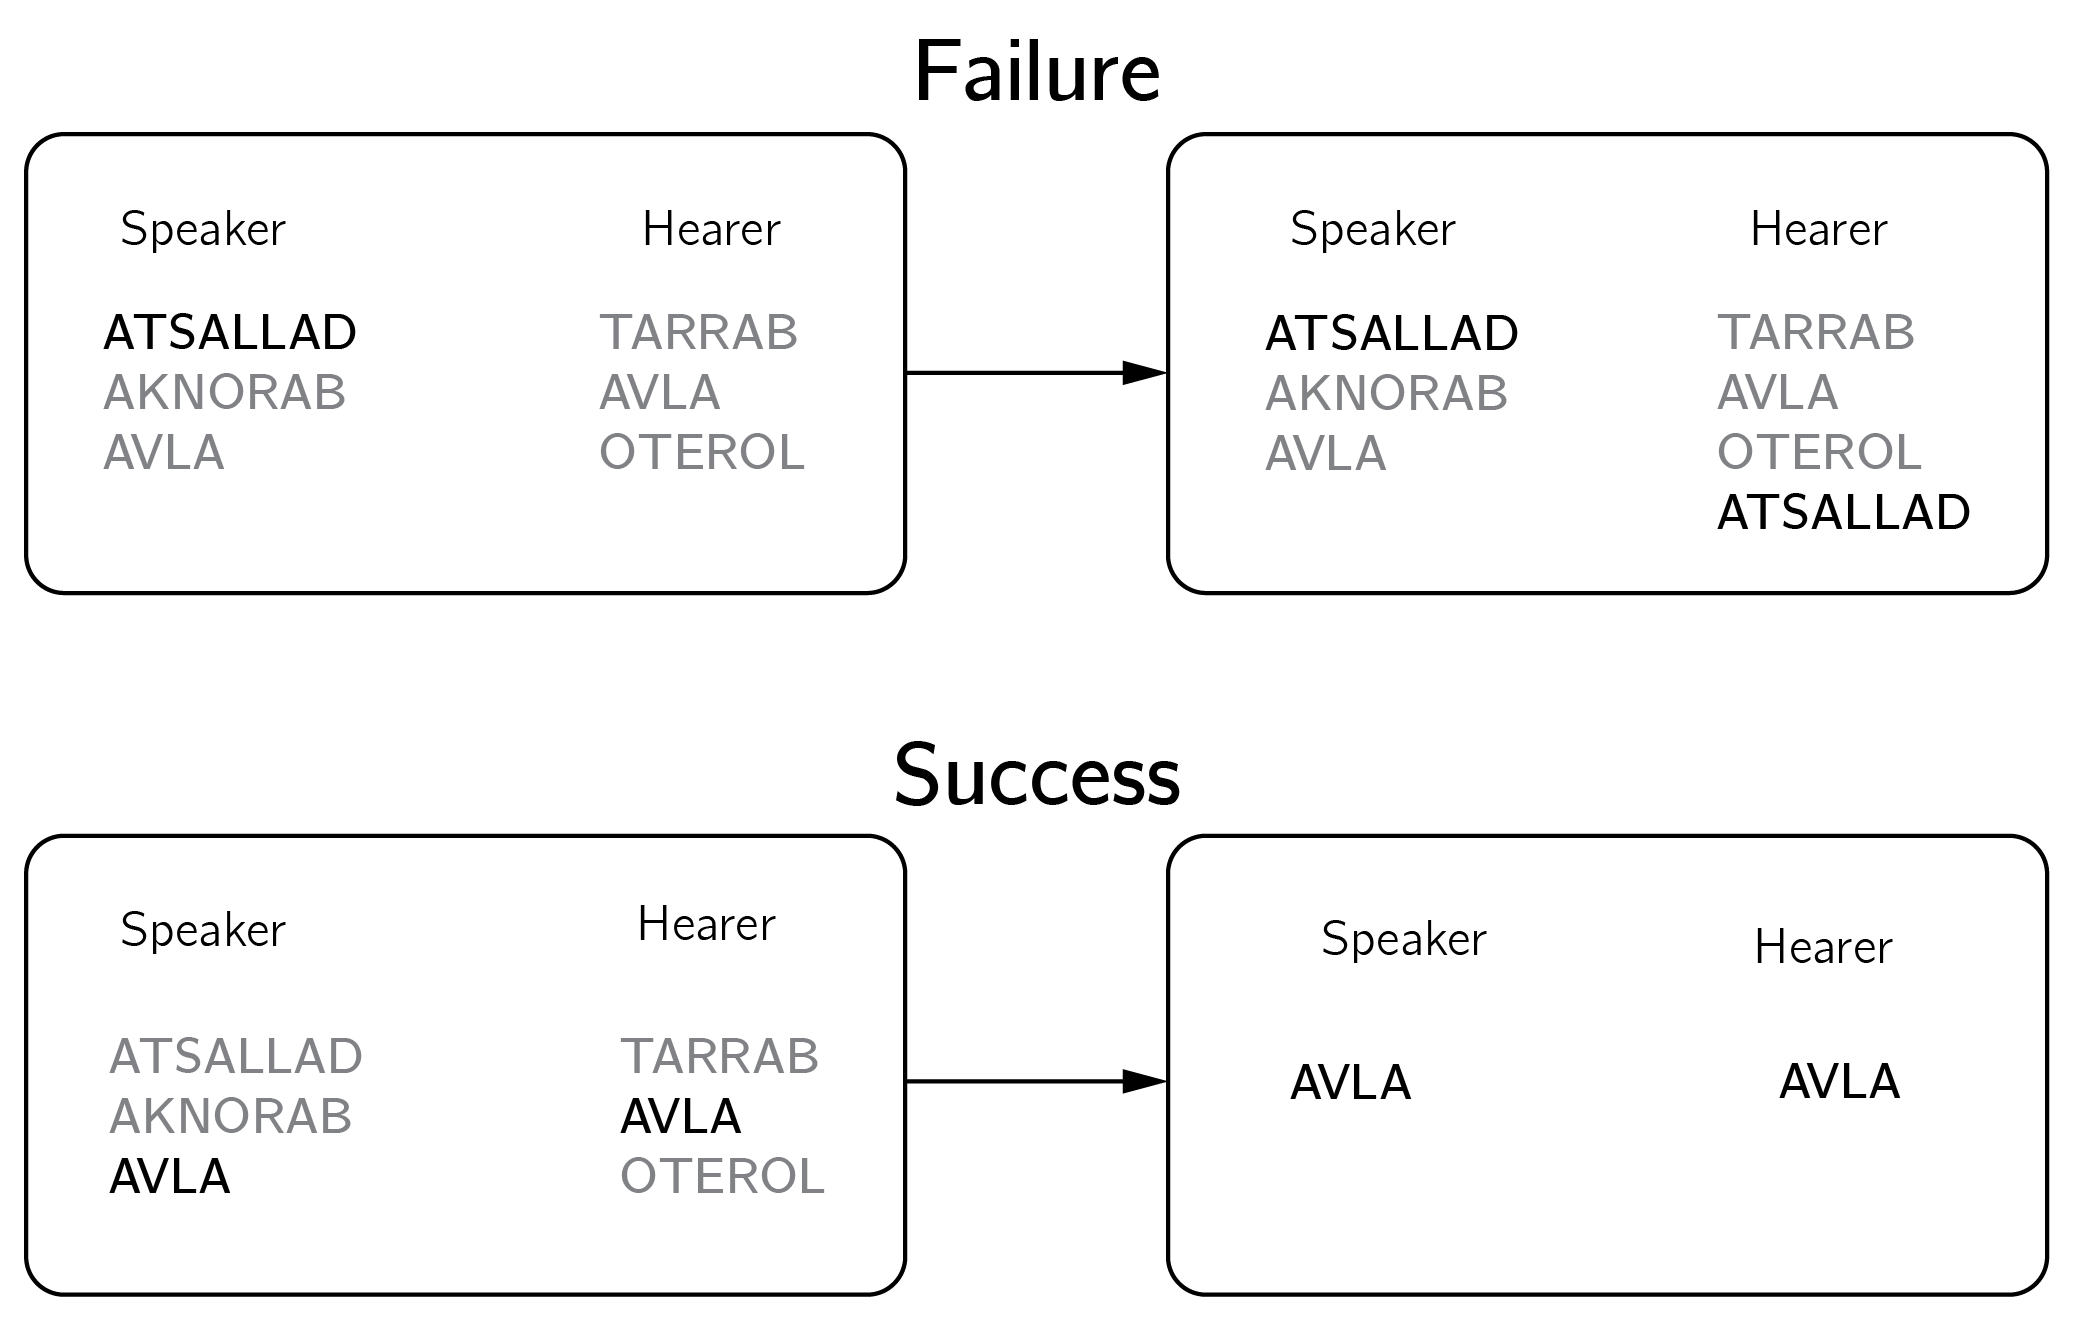 Failure
Speaker Hearer
ATSALLAD TARRAB
AKNORAB AVLA
AVLA OTEROL
Speaker Hearer
ATSALLAD TARRAB
AKNORAB AVLA
AVLA OTEROL
ATSALLAD
Success
Speaker Hearer
ATSALLAD TARRAB
AKNORAB AVLA
AVLA OTEROL
Speaker Hearer
AVLA AVLA